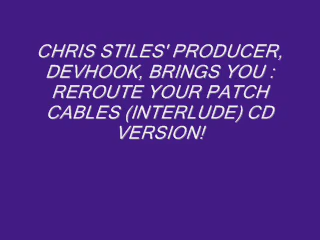 CHRIS STILES' PRODUCER,
DEVHOOK, BRINGS YOU :
REROUTE YOUR PATCH
CABLES (INTERLUDE) CD
VERSION!